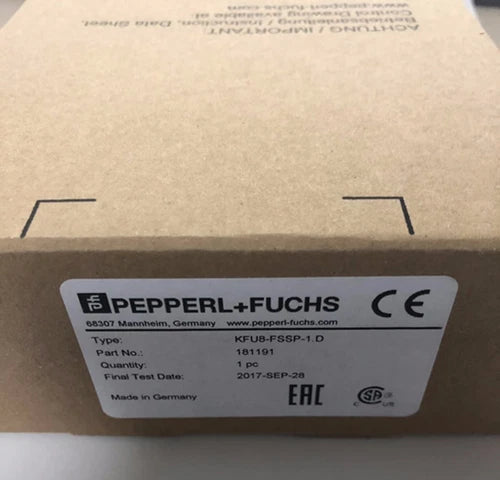 ACHTUNG / IMPORTANT
Betriebsanleitung / Instruction, Data Sheet,
Control Drawing available at:
www.pepperl-fuchs.com
PEPPERL+FUCHS CE
68307 Mannheim, Germany www.pepperl-fuchs.com
Type: KFU8-FSSP-1.D
Part No.: 181191
Quantity: 1 pc
Final Test Date: 2017-SEP-28
Made in Germany EAC SA C US